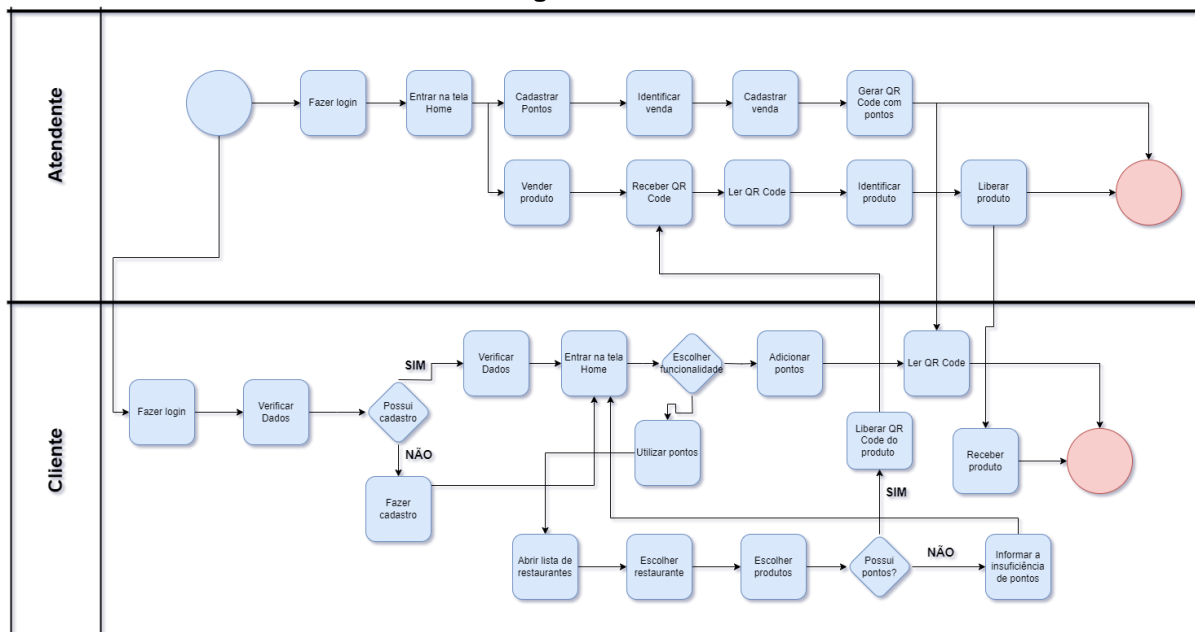 Atendente
Fazer login
Entrar na tela
Home
Cadastrar
Pontos
Identificar
venda
Cadastrar
venda
Gerar QR
Code com
pontos
Vender
produto
Receber QR
Code
Ler QR Code
Identificar
produto
Liberar
produto
Cliente
Fazer login
Verificar
Dados
Possui
cadastro
SIM
NÃO
Verificar
Dados
Fazer
cadastro
Entrar na tela
Home
Escolher
funcionalidade
Adicionar
pontos
Ler QR Code
Utilizar pontos
Liberar QR
Code do
produto
Receber
produto
Abrir lista de
restaurantes
Escolher
restaurante
Escolher
produtos
Possui
pontos?
SIM
NÃO
Informar a
insuficiência
de pontos